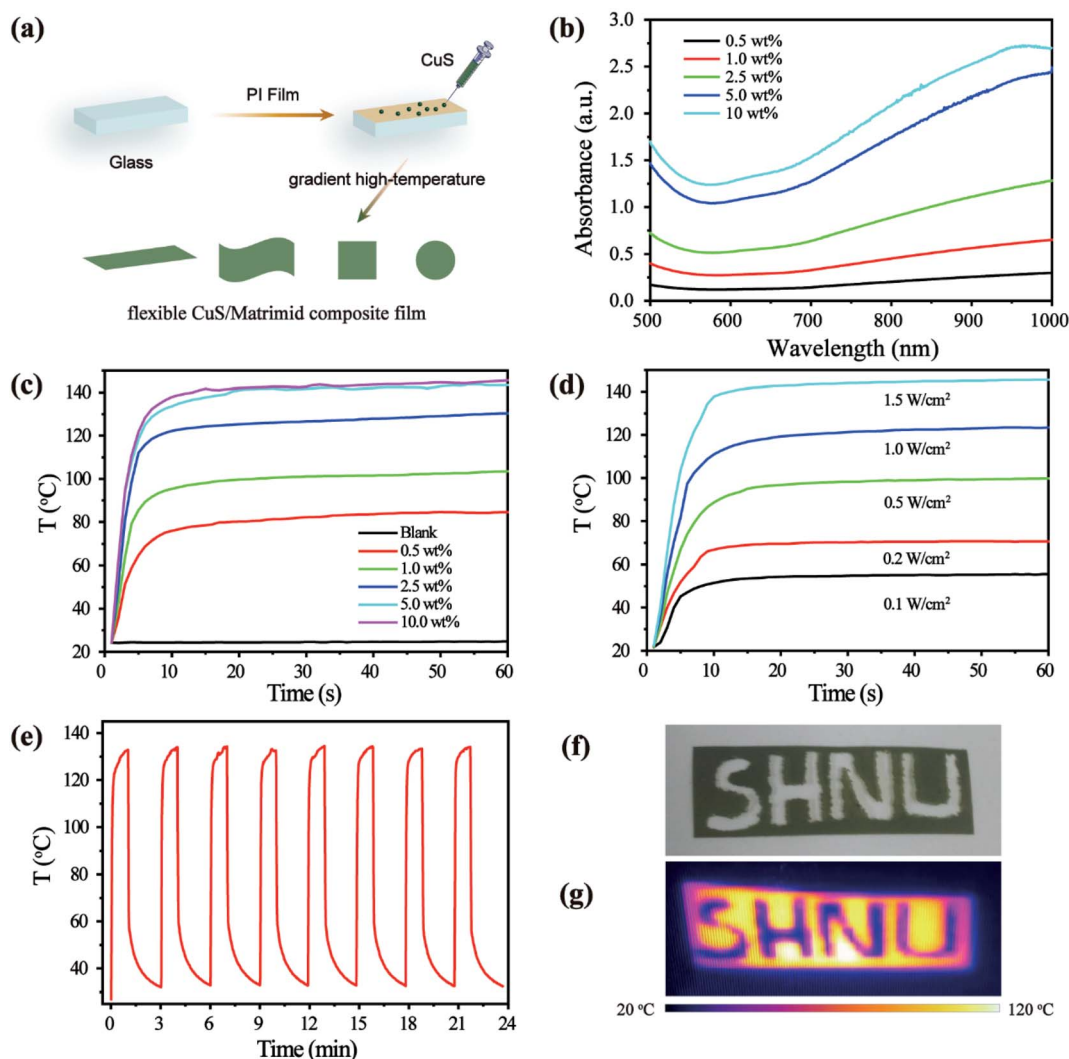 (a)
CuS
PI Film
Glass
gradient high-temperature
flexible CuS/Matrimid composite film
(b)
3.0
2.5
2.0
1.5
1.0
0.5
0.0
Absorbance (a.u.)
0.5 wt%
1.0 wt%
2.5 wt%
5.0 wt%
10 wt%
500 600 700 800 900 1000
Wavelength (nm)
(c)
140
120
100
80
60
40
20
T (°C)
Blank
0.5 wt%
1.0 wt%
2.5 wt%
5.0 wt%
10.0 wt%
0 10 20 30 40 50 60
Time (s)
(d)
140
120
100
80
60
40
20
T (°C)
1.5 W/cm²
1.0 W/cm²
0.5 W/cm²
0.2 W/cm²
0.1 W/cm²
0 10 20 30 40 50 60
Time (s)
(e)
140
120
100
80
60
40
T (°C)
0 3 6 9 12 15 18 21 24
Time (min)
(f)
SHNU
(g)
SHNU
20 °C 120 °C